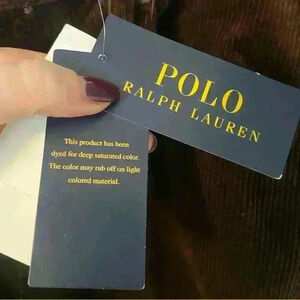 POLO
RALPH LAUREN
This product has been
dyed for deep saturated color.
The color may rub off on light
colored material.